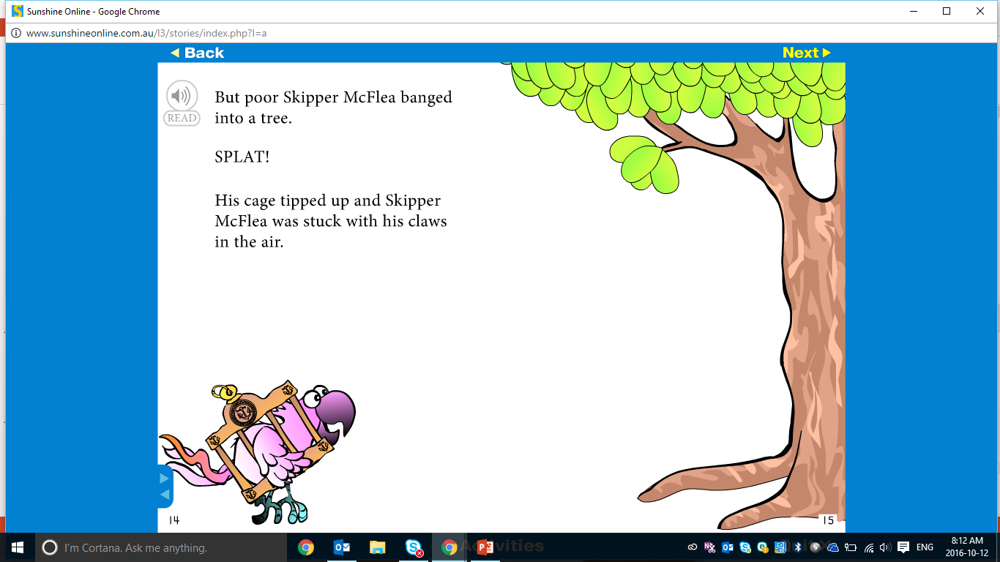 Sunshine Online - Google Chrome
www.sunshineonline.com.au/l3/stories/index.php?l=a
Back
Next
READ
But poor Skipper McFlea banged
into a tree.
SPLAT!
His cage tipped up and Skipper
McFlea was stuck with his claws
in the air.
14
15
Activities
I'm Cortana. Ask me anything.
ENG
8:12 AM
2016-10-12